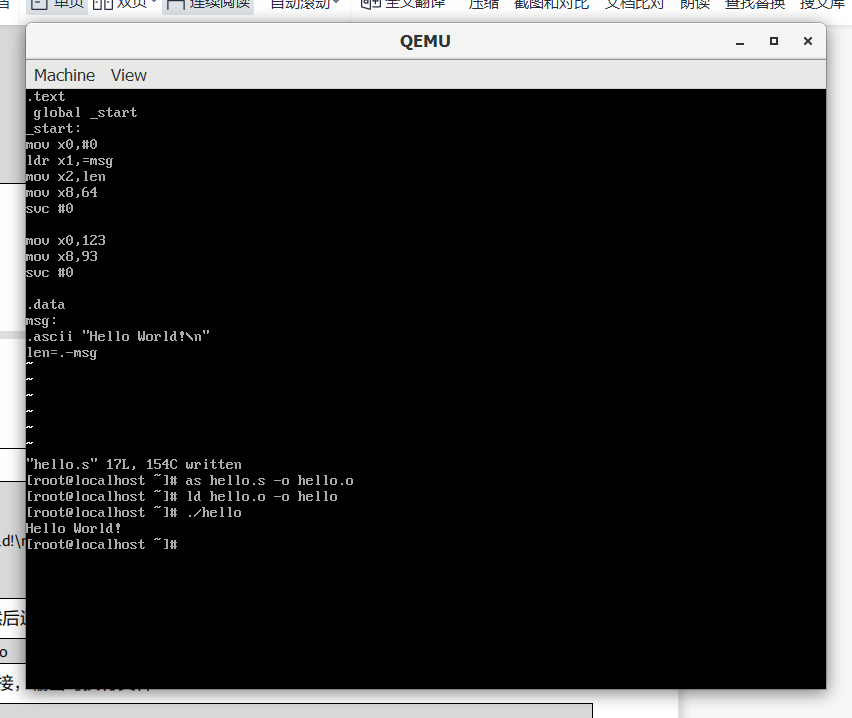 单页 双页 连续阅读 自动滚动 全文翻译 压缩 截图和对比 文档比对 朗读 查找替换 搜文库
QEMU
Machine View
.text
 global _start
_start:
mov x0,#0
ldr x1,=msg
mov x2,len
mov x8,64
svc #0
mov x0,123
mov x8,93
svc #0
.data
msg:
.ascii "Hello World!\n"
len=.-msg
~
~
~
~
~
~
"hello.s" 17L, 154C written
[root@localhost ~]# as hello.s -o hello.o
[root@localhost ~]# ld hello.o -o hello
[root@localhost ~]# ./hello
Hello World!
[root@localhost ~]#
ld!\n
然后
o
接，